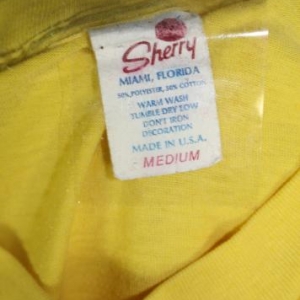 Sherry
MIAMI, FLORIDA
50% POLYESTER, 50% COTTON
WARM WASH
TUMBLE DRY LOW
DON'T IRON
DECORATION
MADE IN U.S.A.
MEDIUM